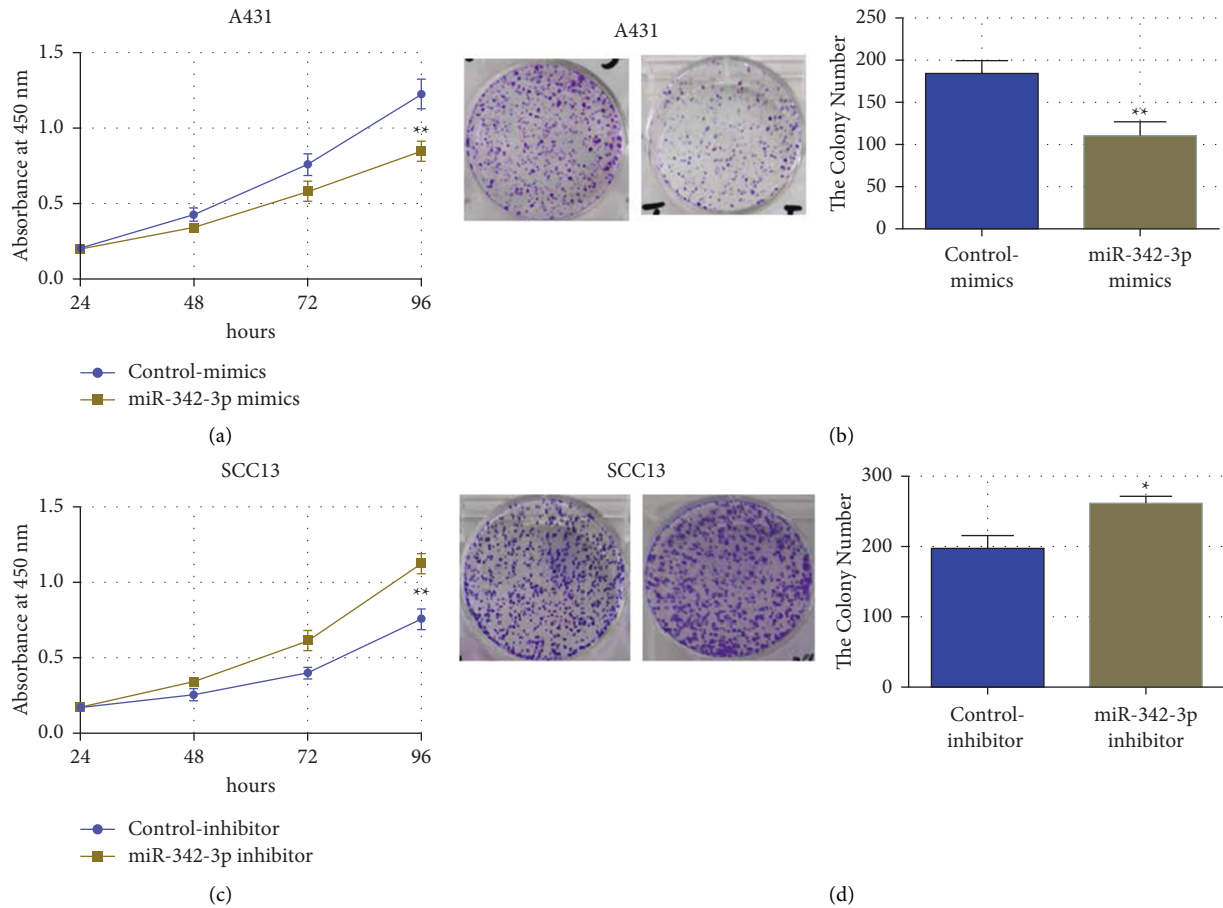 A431
1.5
1.0
0.5
0.0
Absorbance at 450 nm
**
24 48 72 96
hours
Control-mimics
miR-342-3p mimics
(a)
A431
250
200
150
100
50
0
The Colony Number
**
Control-
mimics
miR-342-3p
mimics
(b)
SCC13
1.5
1.0
0.5
0.0
Absorbance at 450 nm
**
24 48 72 96
hours
Control-inhibitor
miR-342-3p inhibitor
(c)
SCC13
300
200
100
0
The Colony Number
*
Control-
inhibitor
miR-342-3p
inhibitor
(d)